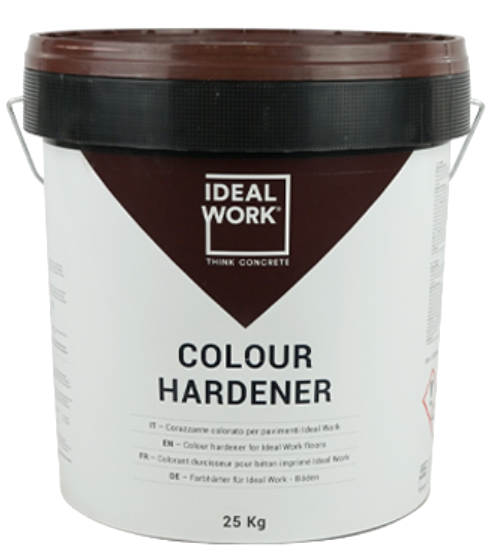 IDEAL
WORK®
THINK CONCRETE
COLOUR
HARDENER
IT – Corazzante colorato per pavimenti Ideal Work
EN – Colour hardener for Ideal Work floors
FR – Colorant durcisseur pour béton imprimé Ideal Work
DE – Farbhärter für Ideal Work - Böden
25 Kg